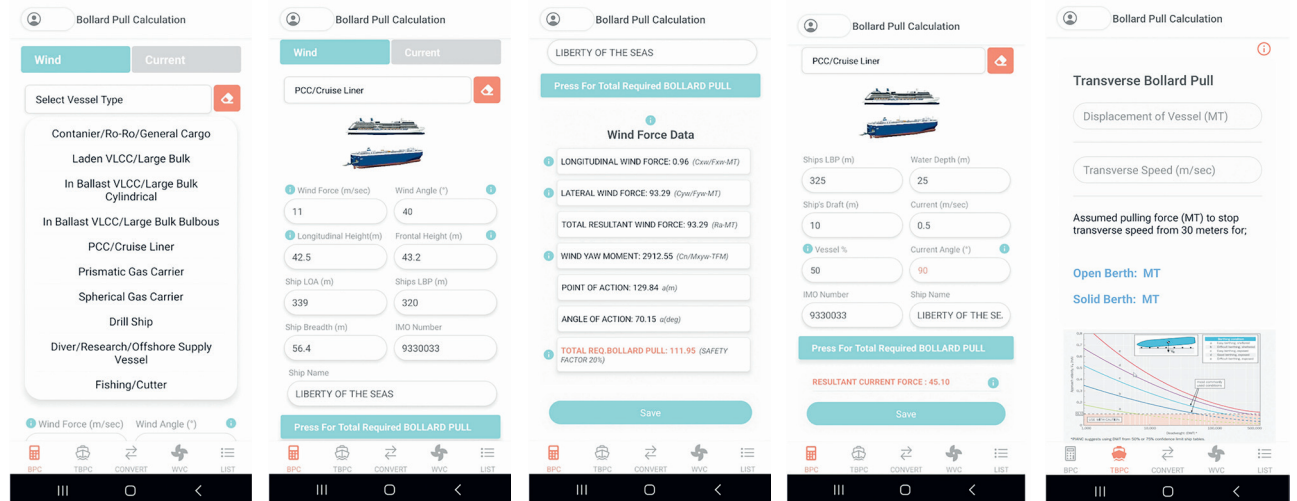 Bollard Pull Calculation
Wind
Current
Select Vessel Type
Contanier/Ro-Ro/General Cargo
Laden VLCC/Large Bulk
In Ballast VLCC/Large Bulk
Cylindrical
In Ballast VLCC/Large Bulk Bulbous
PCC/Cruise Liner
Prismatic Gas Carrier
Spherical Gas Carrier
Drill Ship
Diver/Research/Offshore Supply
Vessel
Fishing/Cutter
Wind Force (m/sec) Wind Angle (°)
BPC TBPC CONVERT WVC LIST
Bollard Pull Calculation
Wind
Current
PCC/Cruise Liner
Wind Force (m/sec) Wind Angle (°)
11 40
Longitudinal Height(m) Frontal Height (m)
42.5 43.2
Ship LOA (m) Ships LBP (m)
339 320
Ship Breadth (m) IMO Number
56.4 9330033
Ship Name
LIBERTY OF THE SEAS
Press For Total Required BOLLARD PULL
BPC TBPC CONVERT WVC LIST
Bollard Pull Calculation
LIBERTY OF THE SEAS
Press For Total Required BOLLARD PULL
Wind Force Data
LONGITUDINAL WIND FORCE: 0.96 (Cxw/Fxw-MT)
LATERAL WIND FORCE: 93.29 (Cyw/Fyw-MT)
TOTAL RESULTANT WIND FORCE: 93.29 (Ra-MT)
WIND YAW MOMENT: 2912.55 (Cn/Mxyw-TFM)
POINT OF ACTION: 129.84 a(m)
ANGLE OF ACTION: 70.15 a(deg)
TOTAL REQ.BOLLARD PULL: 111.95 (SAFETY
FACTOR 20%)
Save
BPC TBPC CONVERT WVC LIST
Bollard Pull Calculation
PCC/Cruise Liner
Ships LBP (m) Water Depth (m)
325 25
Ship's Draft (m) Current (m/sec)
10 0.5
Vessel % Current Angle (°)
50 90
IMO Number Ship Name
9330033 LIBERTY OF THE SE.
Press For Total Required BOLLARD PULL
RESULTANT CURRENT FORCE : 45.10
Save
BPC TBPC CONVERT WVC LIST
Bollard Pull Calculation
Transverse Bollard Pull
Displacement of Vessel (MT)
Transverse Speed (m/sec)
Assumed pulling force (MT) to stop
transverse speed from 30 meters for;
Open Berth: MT
Solid Berth: MT
*PIANC suggests using DWT from 50% or 75% confidence limit ship tables.
BPC TBPC CONVERT WVC LIST